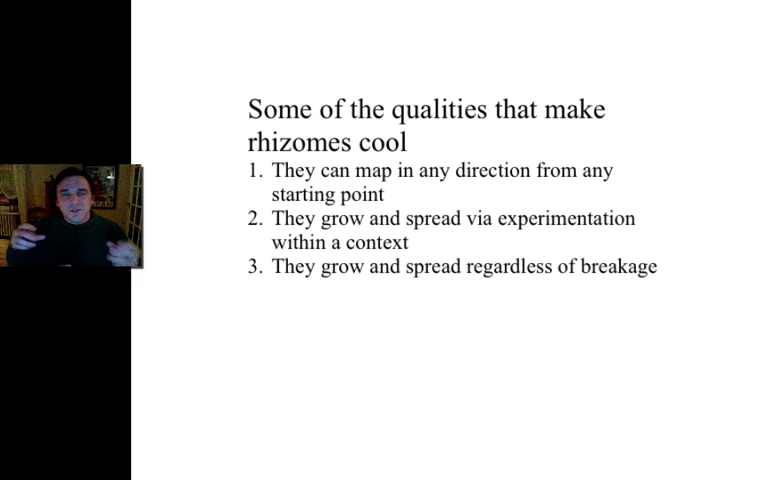 Some of the qualities that make
rhizomes cool
1. They can map in any direction from any
starting point
2. They grow and spread via experimentation
within a context
3. They grow and spread regardless of breakage